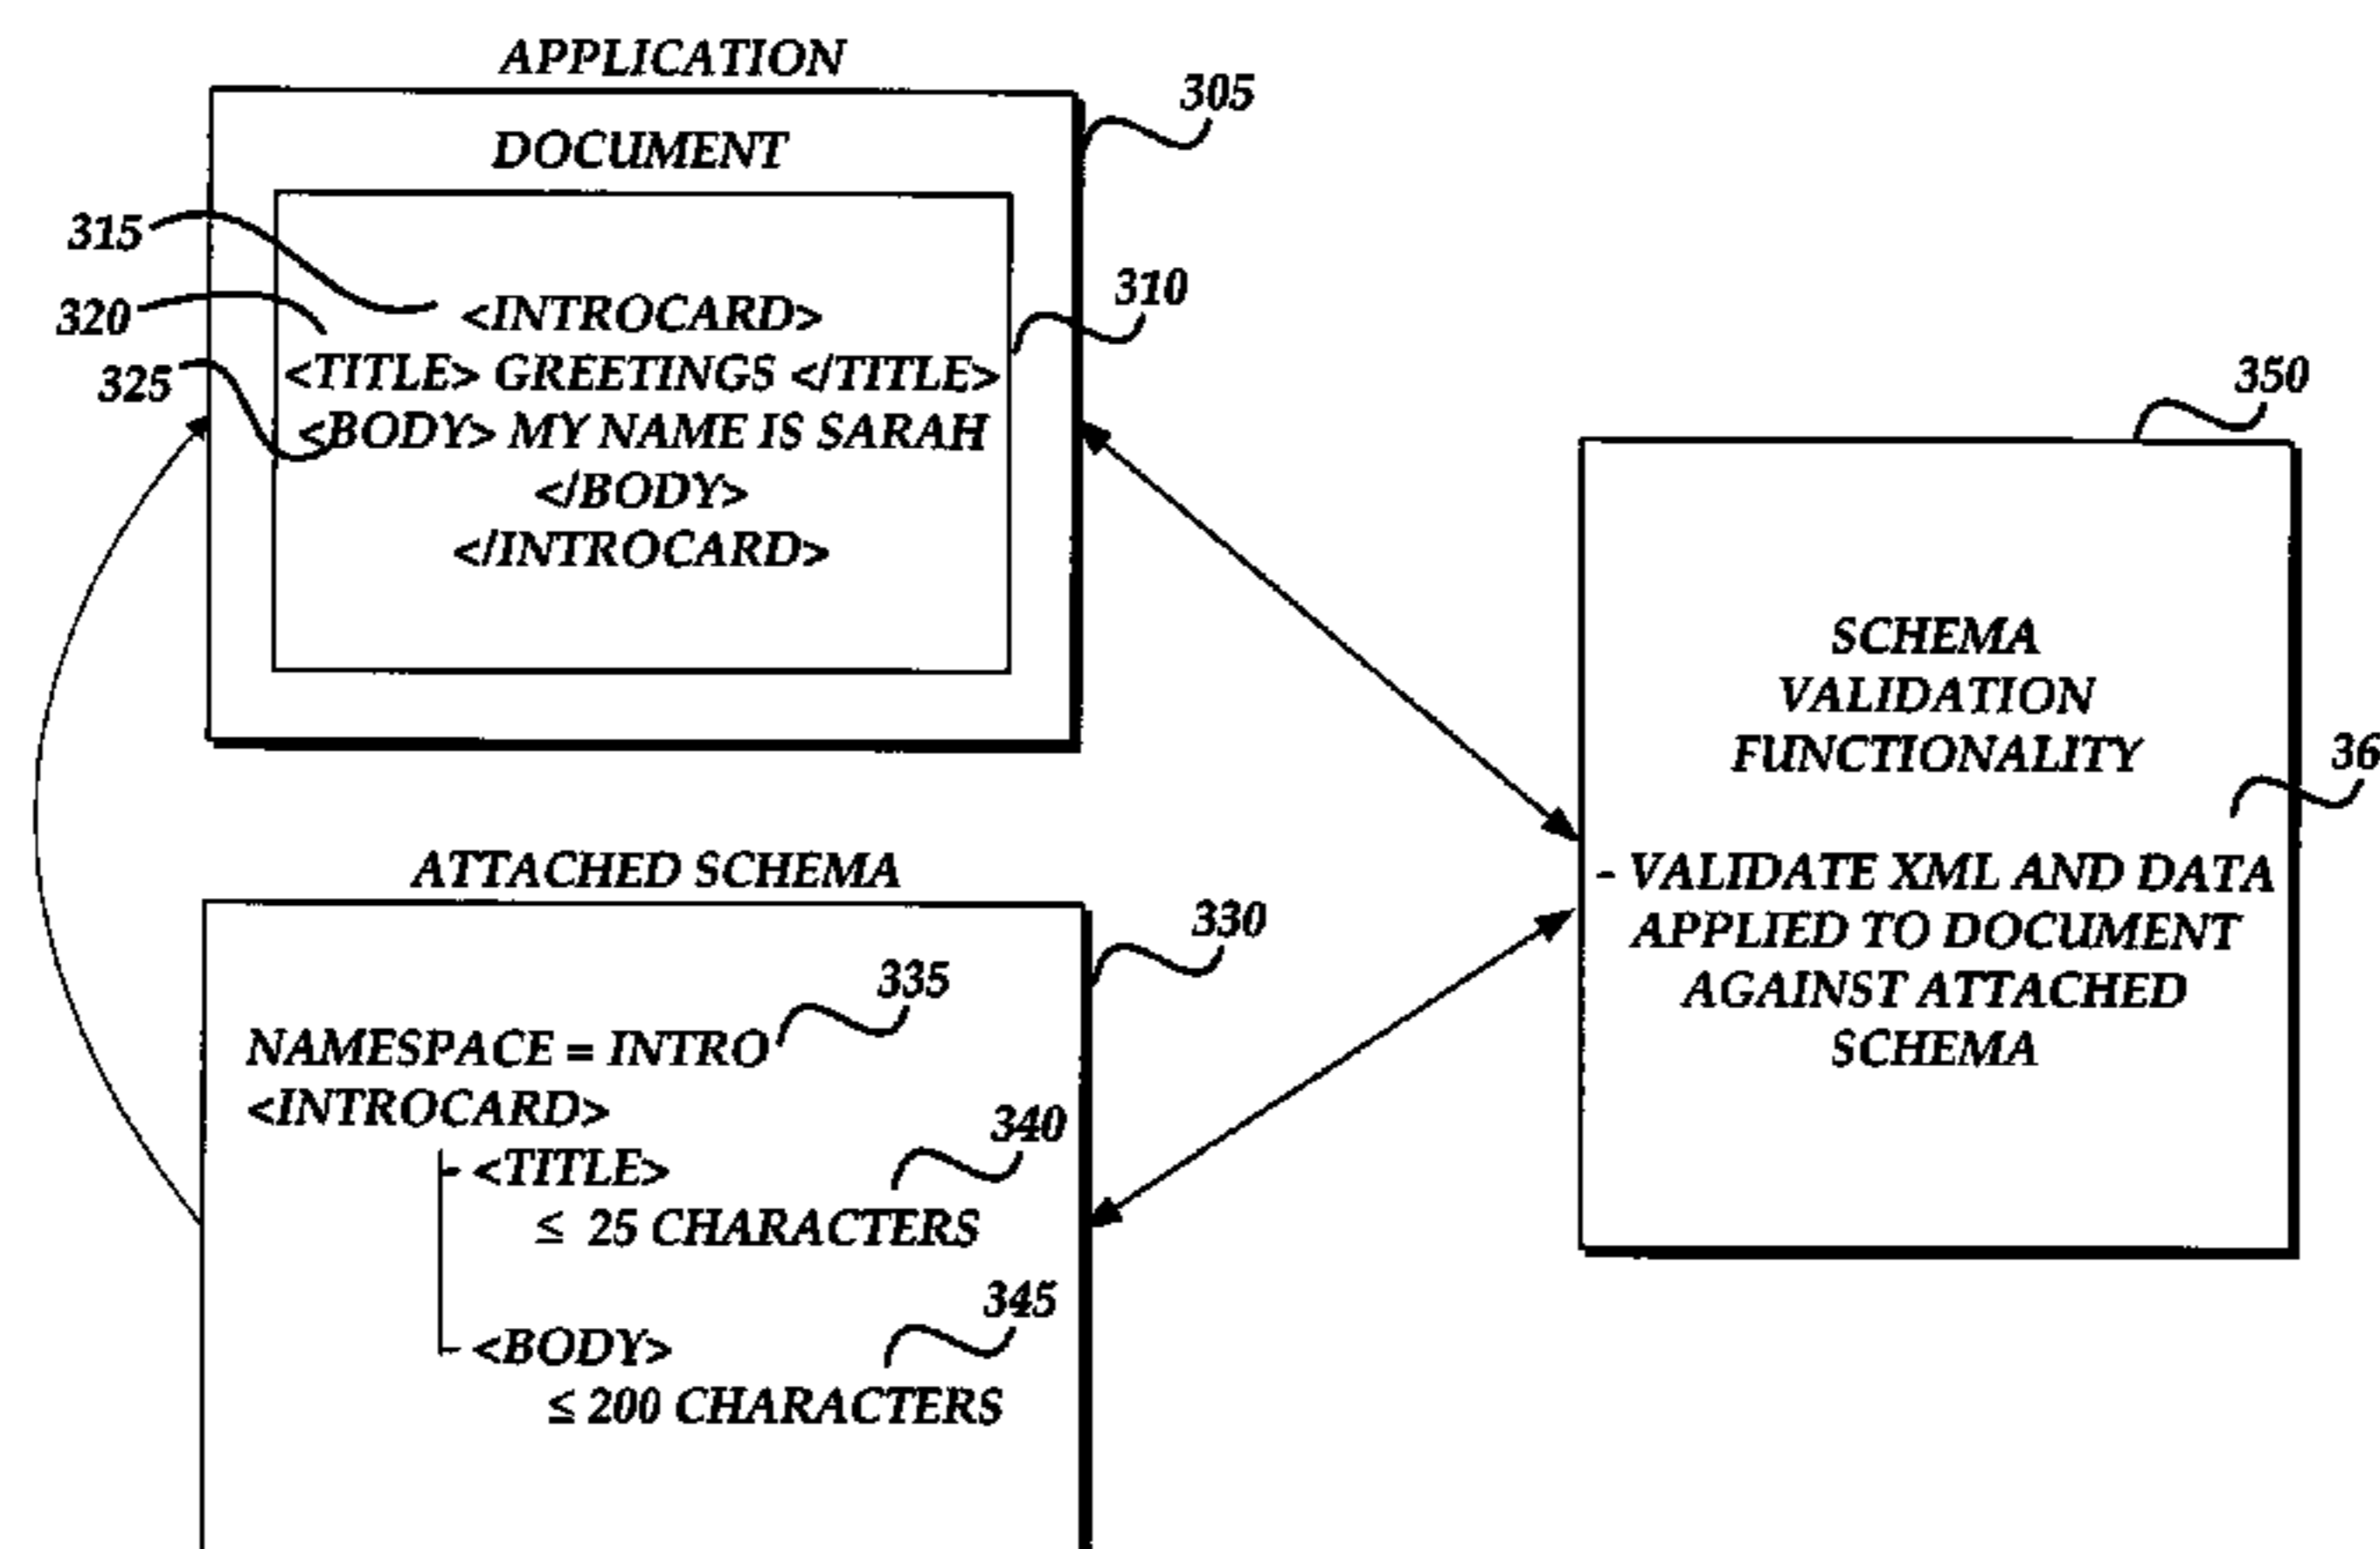 APPLICATION
305
DOCUMENT
315
310
<INTROCARD>
320
<TITLE> GREETINGS </TITLE>
325
<BODY> MY NAME IS SARAH
</BODY>
</INTROCARD>
350
SCHEMA
VALIDATION
FUNCTIONALITY
36
- VALIDATE XML AND DATA
APPLIED TO DOCUMENT
AGAINST ATTACHED
SCHEMA
ATTACHED SCHEMA
330
335
NAMESPACE = INTRO
<INTROCARD>
340
<TITLE>
≤ 25 CHARACTERS
345
<BODY>
≤ 200 CHARACTERS